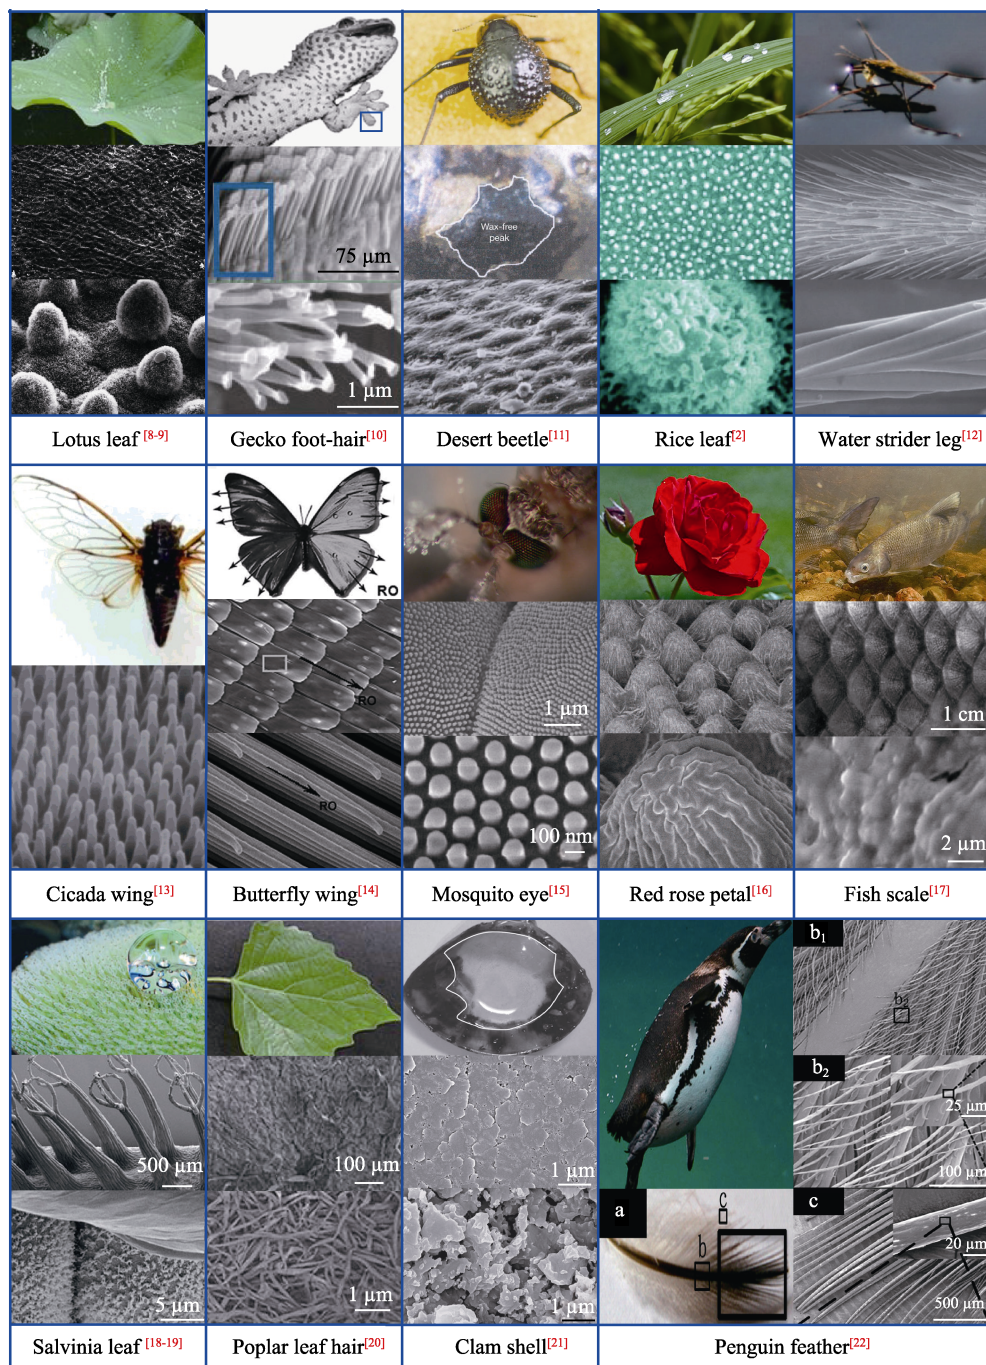 Wax-free
peak
75 µm
1 µm
Lotus leaf [8-9]
Gecko foot-hair[10]
Desert beetle[11]
Rice leaf[2]
Water strider leg[12]
RO
RO
1 µm
1 cm
RO
100 nm
2 µm
Cicada wing[13]
Butterfly wing[14]
Mosquito eye[15]
Red rose petal[16]
Fish scale[17]
b1
b2
b2
25 µm
500 µm
100 µm
1 µm
100 µm
a
c
c
b
20 µm
5 µm
1 µm
1 µm
500 µm
Salvinia leaf [18-19]
Poplar leaf hair[20]
Clam shell[21]
Penguin feather[22]